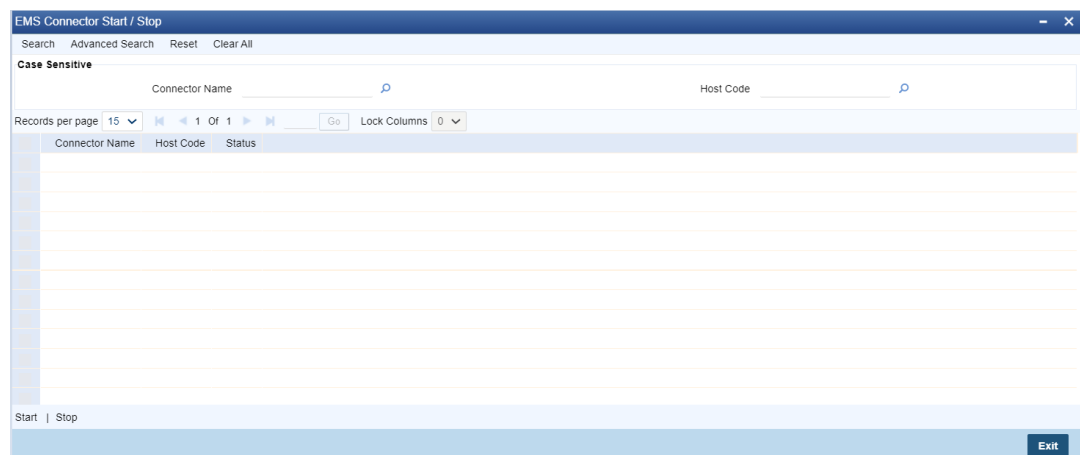 EMS Connector Start / Stop
Search Advanced Search Reset Clear All
Case Sensitive
Connector Name Host Code
Records per page 15 1 Of 1 Go Lock Columns 0
Connector Name Host Code Status
Start | Stop
Exit